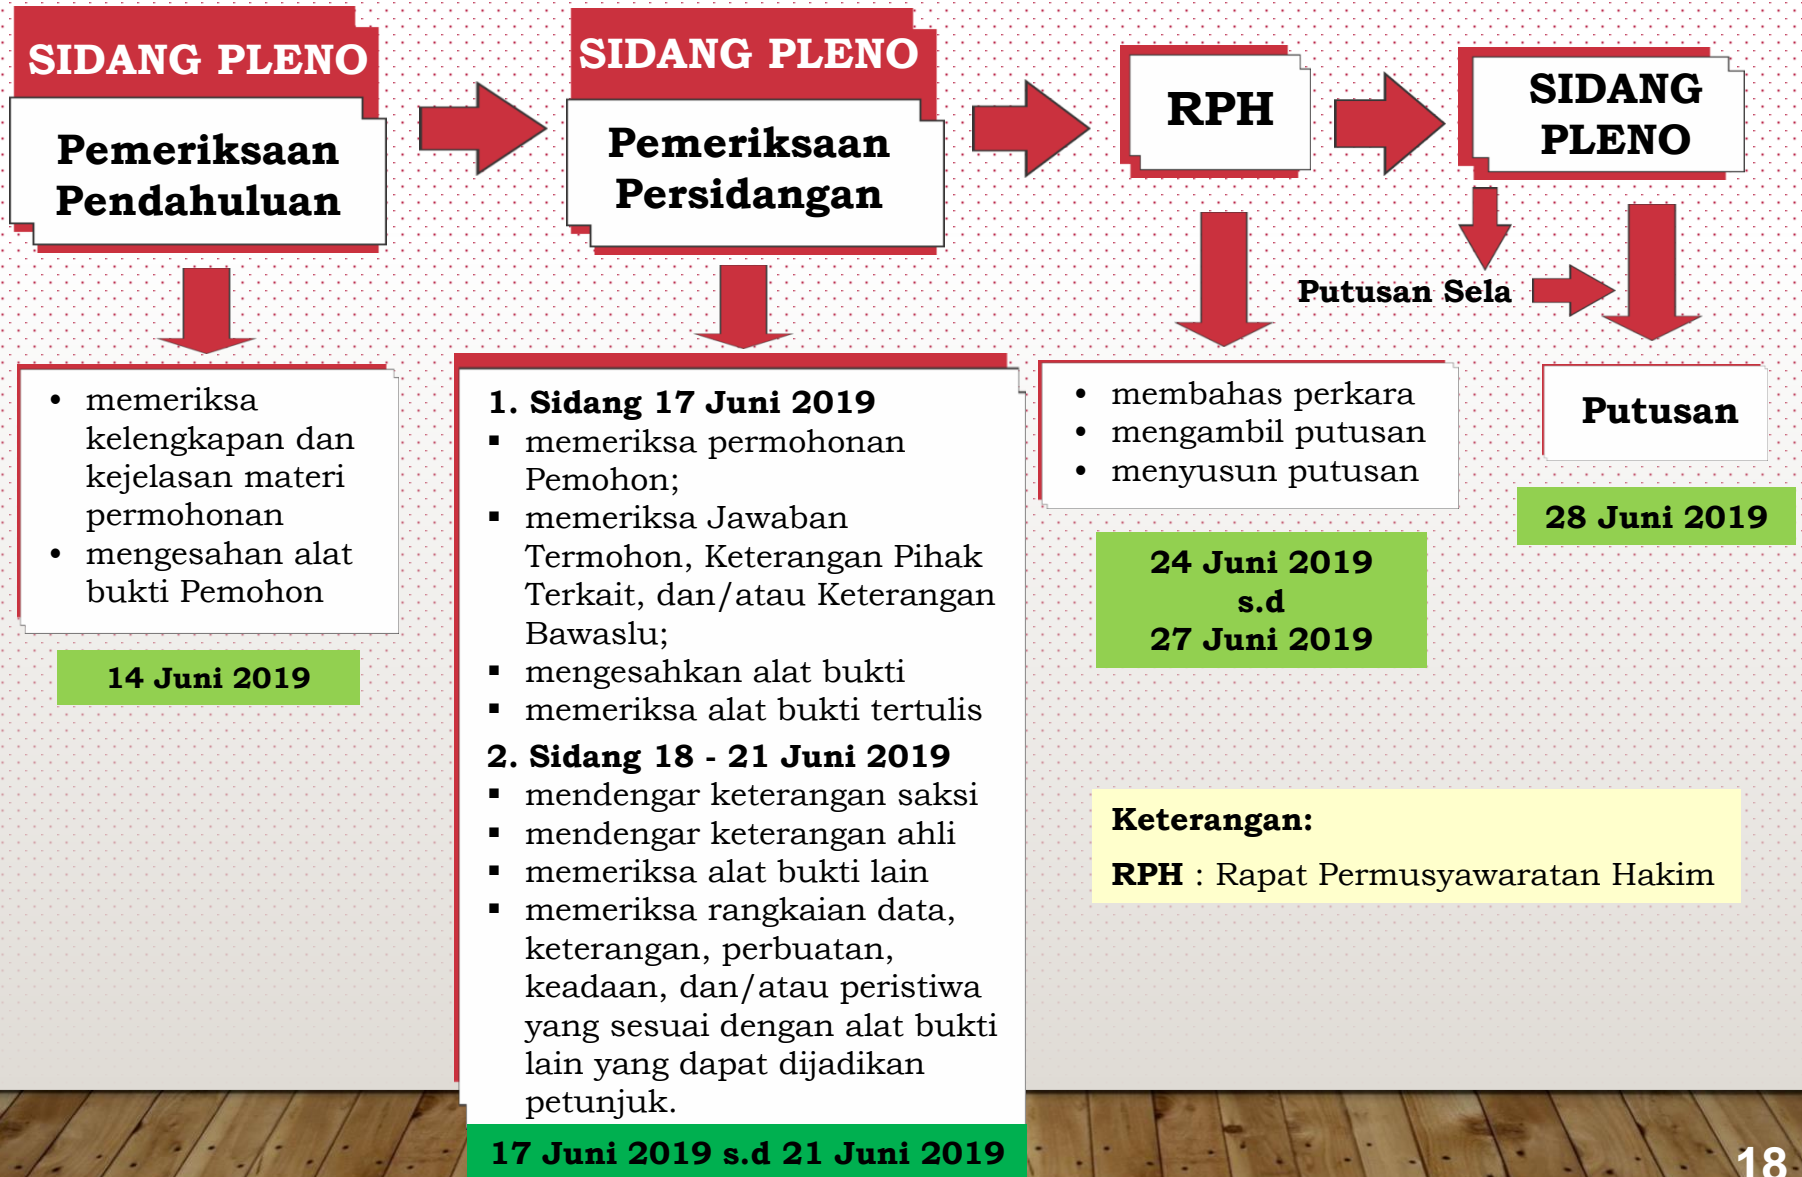 SIDANG PLENO
Pemeriksaan
Pendahuluan
• memeriksa
kelengkapan dan
kejelasan materi
permohonan
• mengesahan alat
bukti Pemohon
14 Juni 2019
SIDANG PLENO
Pemeriksaan
Persidangan
1. Sidang 17 Juni 2019
▪ memeriksa permohonan
Pemohon;
▪ memeriksa Jawaban
Termohon, Keterangan Pihak
Terkait, dan/atau Keterangan
Bawaslu;
▪ mengesahkan alat bukti
▪ memeriksa alat bukti tertulis
2. Sidang 18 - 21 Juni 2019
▪ mendengar keterangan saksi
▪ mendengar keterangan ahli
▪ memeriksa alat bukti lain
▪ memeriksa rangkaian data,
keterangan, perbuatan,
keadaan, dan/atau peristiwa
yang sesuai dengan alat bukti
lain yang dapat dijadikan
petunjuk.
17 Juni 2019 s.d 21 Juni 2019
RPH
• membahas perkara
• mengambil putusan
• menyusun putusan
24 Juni 2019
s.d
27 Juni 2019
SIDANG
PLENO
Putusan Sela
Putusan
28 Juni 2019
Keterangan:
RPH : Rapat Permusyawaratan Hakim
18